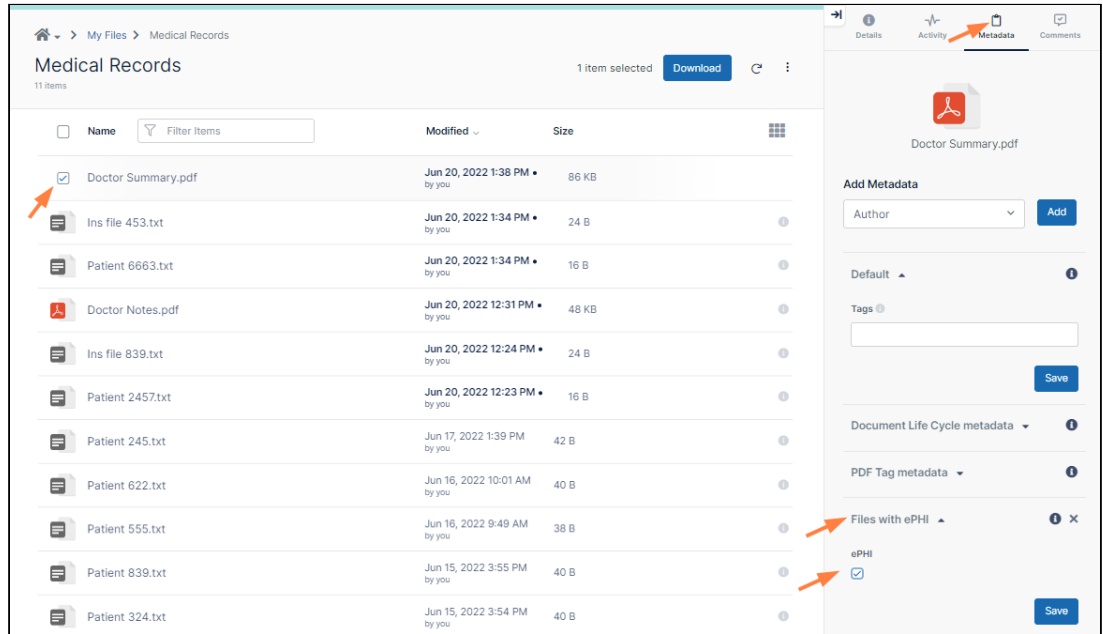 My Files > Medical Records
Medical Records
11 items
1 item selected
Download
Name
Filter Items
Modified
Size
Doctor Summary.pdf
Jun 20, 2022 1:38 PM •
by you
86 KB
Ins file 453.txt
Jun 20, 2022 1:34 PM •
by you
24 B
Patient 6663.txt
Jun 20, 2022 1:34 PM •
by you
16 B
Doctor Notes.pdf
Jun 20, 2022 12:31 PM •
by you
48 KB
Ins file 839.txt
Jun 20, 2022 12:24 PM •
by you
24 B
Patient 2457.txt
Jun 20, 2022 12:23 PM •
by you
16 B
Patient 245.txt
Jun 17, 2022 1:39 PM
by you
42 B
Patient 622.txt
Jun 16, 2022 10:01 AM
by you
40 B
Patient 555.txt
Jun 16, 2022 9:49 AM
by you
38 B
Patient 839.txt
Jun 15, 2022 3:55 PM
by you
40 B
Patient 324.txt
Jun 15, 2022 3:54 PM
by you
40 B
Details
Activity
Metadata
Comments
Doctor Summary.pdf
Add Metadata
Author
Add
Default
Tags
Save
Document Life Cycle metadata
PDF Tag metadata
Files with ePHI
ePHI
Save